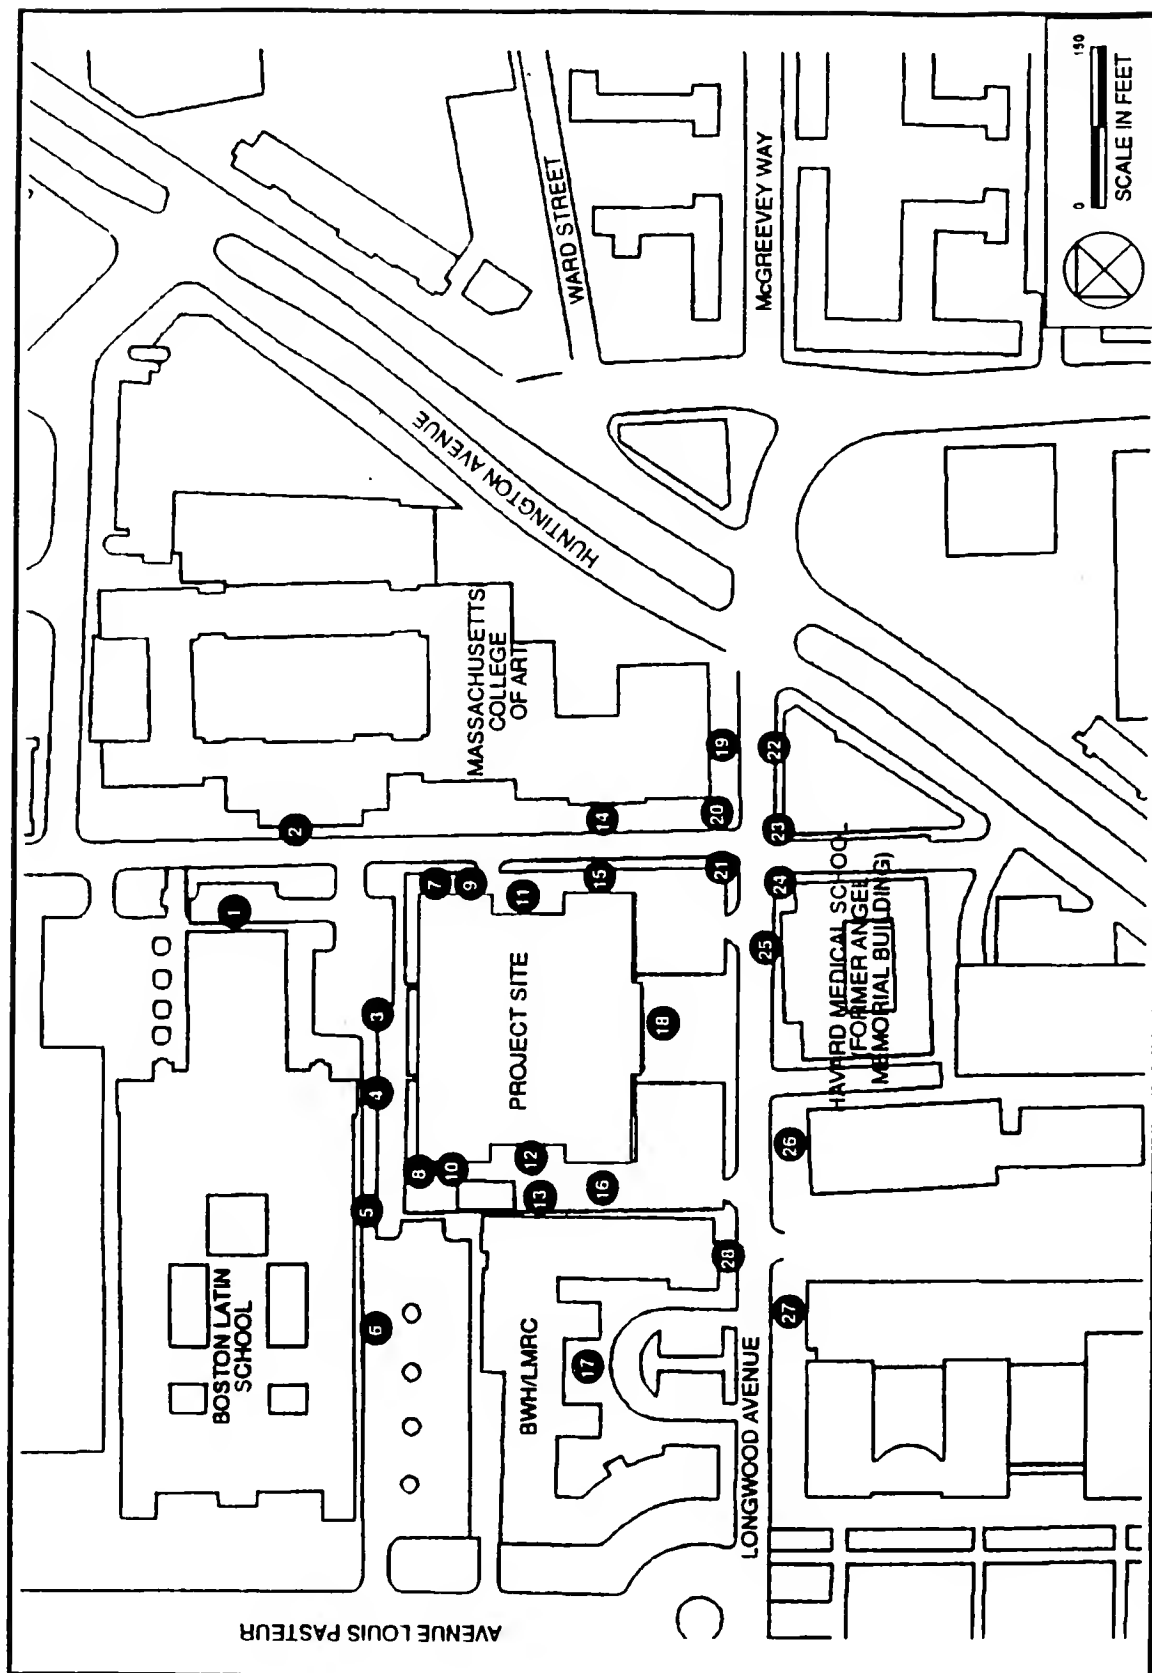 AVENUE LOUIS PASTEUR
BOSTON LATIN
SCHOOL
1
2
3
4
5
6
7
8
9
10
11
12
13
14
15
16
17
18
19
20
21
22
23
24
25
26
27
28
PROJECT SITE
BWH/LMRC
LONGWOOD AVENUE
MASSACHUSETTS
COLLEGE
OF ART
HUNTINGTON AVENUE
WARD STREET
McGREEVEY WAY
HAVARD MEDICAL SCHOOL
(FORMER ANGELL
MEMORIAL BUILDING)
0
150
SCALE IN FEET